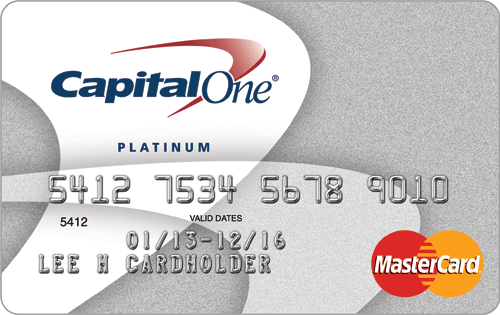 CapitalOne®
PLATINUM
5412 7534 5678 9010
5412
VALID DATES
01/13-12/16
LEE M CARDHOLDER
MasterCard